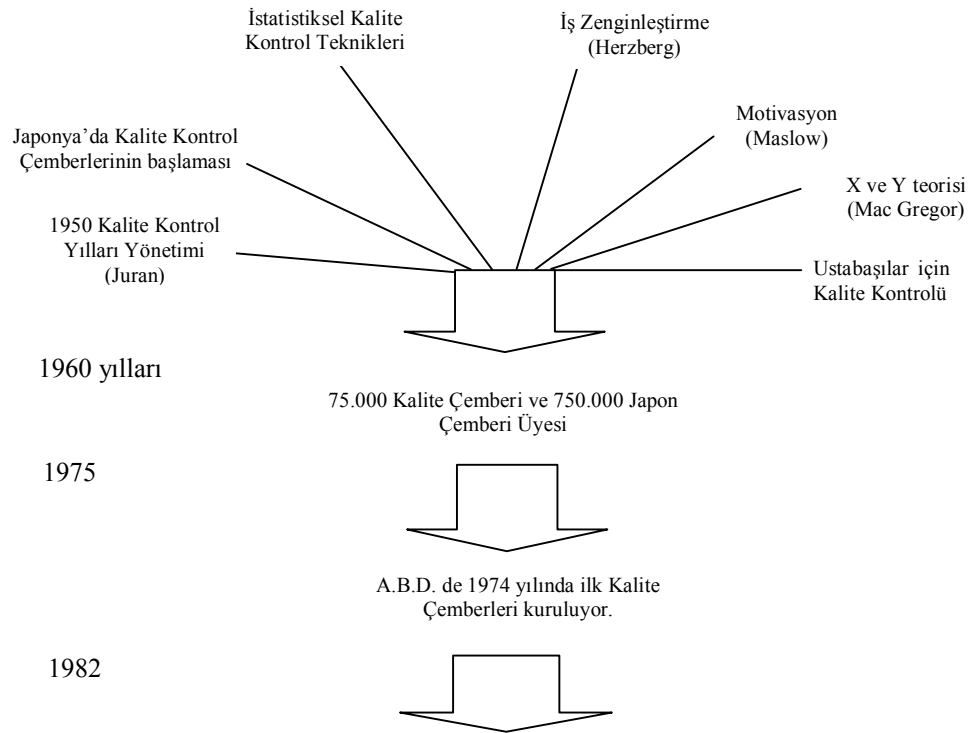 İstatistiksel Kalite
Kontrol Teknikleri
İş Zenginleştirme
(Herzberg)
Motivasyon
(Maslow)
Japonya’da Kalite Kontrol
Çemberlerinin başlaması
X ve Y teorisi
(Mac Gregor)
1950 Kalite Kontrol
Yılları Yönetimi
(Juran)
Ustabaşılar için
Kalite Kontrolü
1960 yılları
75.000 Kalite Çemberi ve 750.000 Japon
Çemberi Üyesi
1975
A.B.D. de 1974 yılında ilk Kalite
Çemberleri kuruluyor.
1982